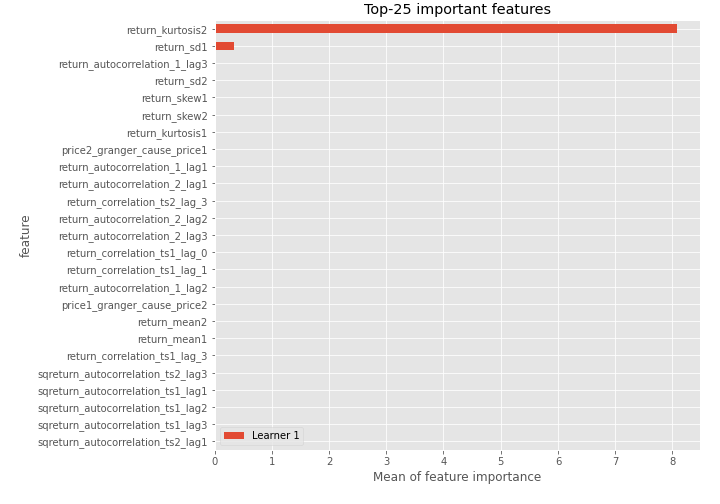 Top-25 important features
return_kurtosis2
return_sd1
return_autocorrelation_1_lag3
return_sd2
return_skew1
return_skew2
return_kurtosis1
price2_granger_cause_price1
return_autocorrelation_1_lag1
return_autocorrelation_2_lag1
return_correlation_ts2_lag_3
return_autocorrelation_2_lag2
return_autocorrelation_2_lag3
return_correlation_ts1_lag_0
return_correlation_ts1_lag_1
return_autocorrelation_1_lag2
price1_granger_cause_price2
return_mean2
return_mean1
return_correlation_ts1_lag_3
sqreturn_autocorrelation_ts2_lag3
sqreturn_autocorrelation_ts1_lag1
sqreturn_autocorrelation_ts1_lag2
sqreturn_autocorrelation_ts1_lag3
sqreturn_autocorrelation_ts2_lag1
feature
Learner 1
0 1 2 3 4 5 6 7 8
Mean of feature importance